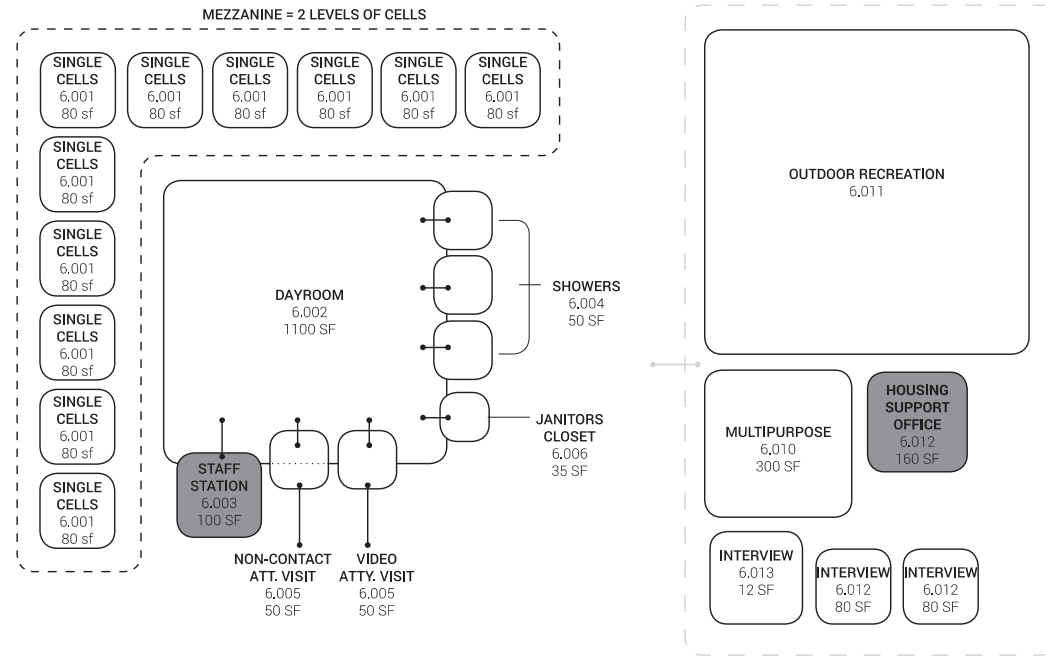 MEZZANINE = 2 LEVELS OF CELLS
SINGLE
CELLS
6.001
80 sf
SINGLE
CELLS
6.001
80 sf
SINGLE
CELLS
6.001
80 sf
SINGLE
CELLS
6.001
80 sf
SINGLE
CELLS
6.001
80 sf
SINGLE
CELLS
6.001
80 sf
SINGLE
CELLS
6.001
80 sf
SINGLE
CELLS
6.001
80 sf
SINGLE
CELLS
6.001
80 sf
SINGLE
CELLS
6.001
80 sf
SINGLE
CELLS
6.001
80 sf
DAYROOM
6.002
1100 SF
SHOWERS
6.004
50 SF
JANITORS
CLOSET
6.006
35 SF
STAFF
STATION
6.003
100 SF
NON-CONTACT
ATT. VISIT
6.005
50 SF
VIDEO
ATTY. VISIT
6.005
50 SF
OUTDOOR RECREATION
6.011
MULTIPURPOSE
6.010
300 SF
HOUSING
SUPPORT
OFFICE
6.012
160 SF
INTERVIEW
6.013
12 SF
INTERVIEW
6.012
80 SF
INTERVIEW
6.012
80 SF